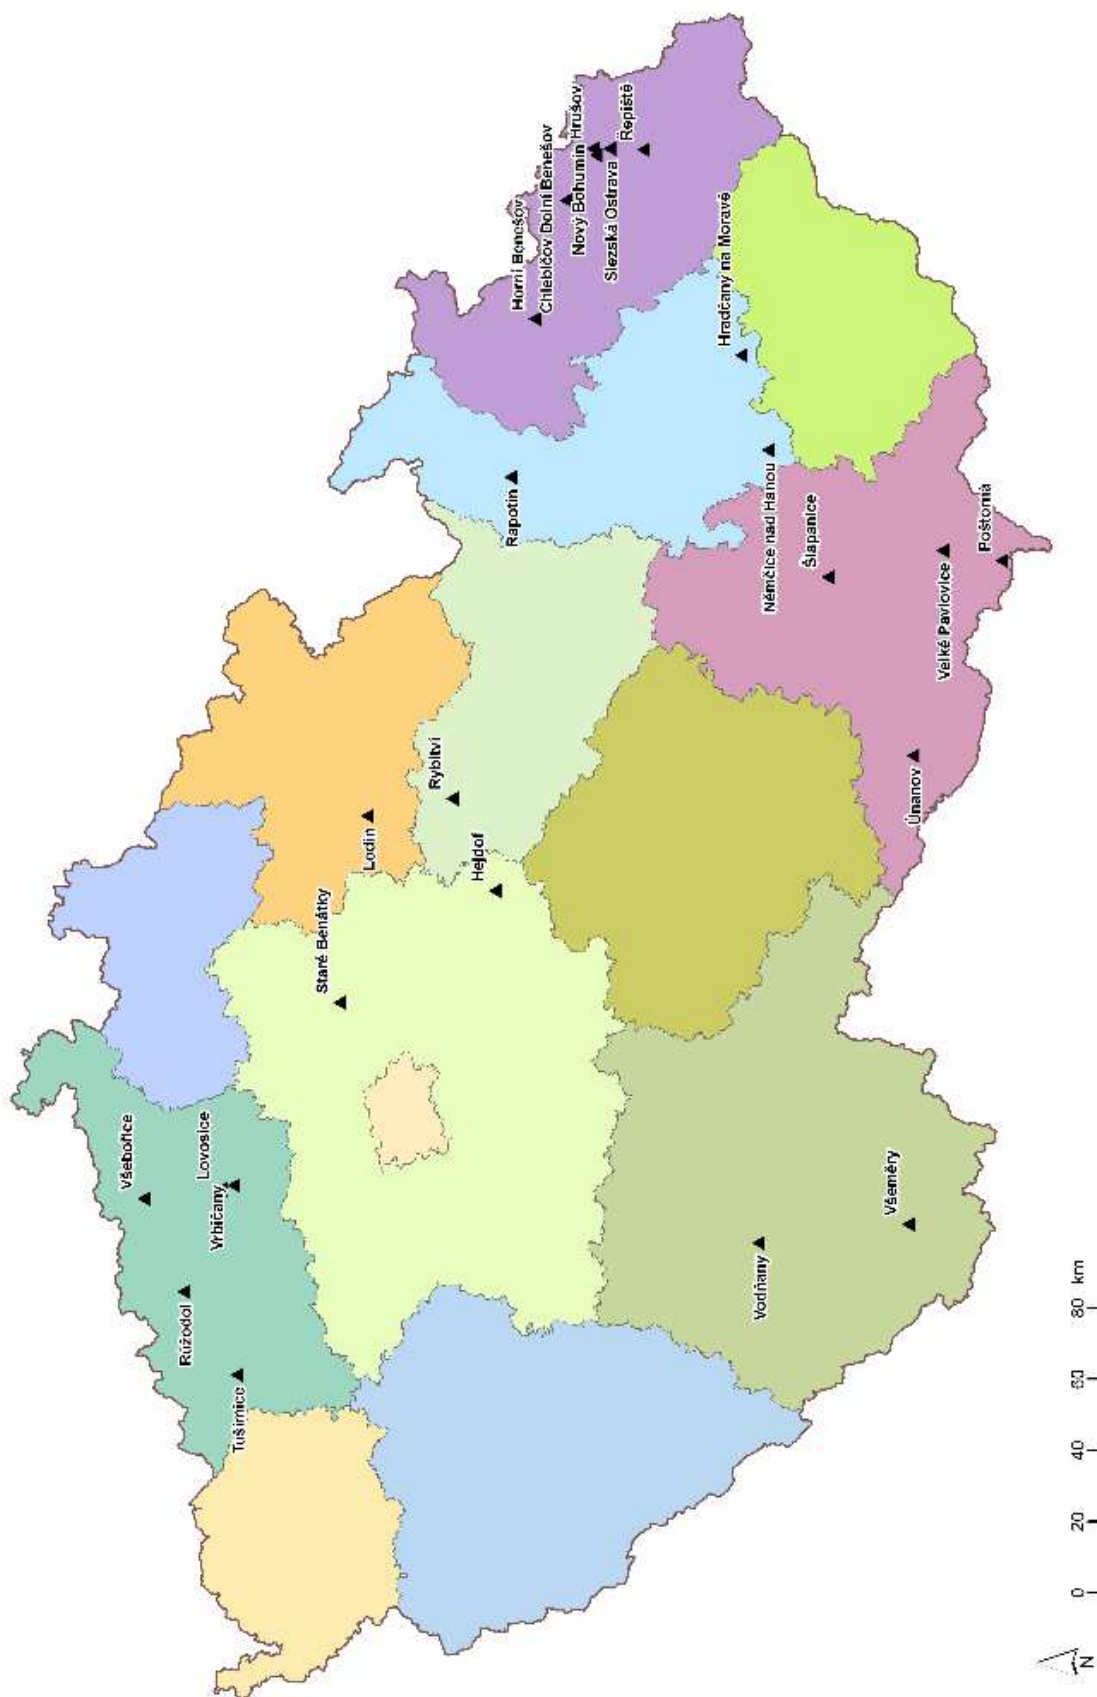 Všebořice
Růžodol
Lovosice
Vrbičany
Tušimice
Staré Benátky
Lodín
Rybitví
Hejdof
Rapotín
Horní Benešov
Chlebičov Dolní Benešov
Nový Bohumín Hrušov
Slezská Ostrava
Řepiště
Hradčany na Moravě
Němčice nad Hanou
Šlapanice
Velké Pavlovice
Poštorná
Únanov
Vodňany
Všeměry
N
0 20 40 60 80 km